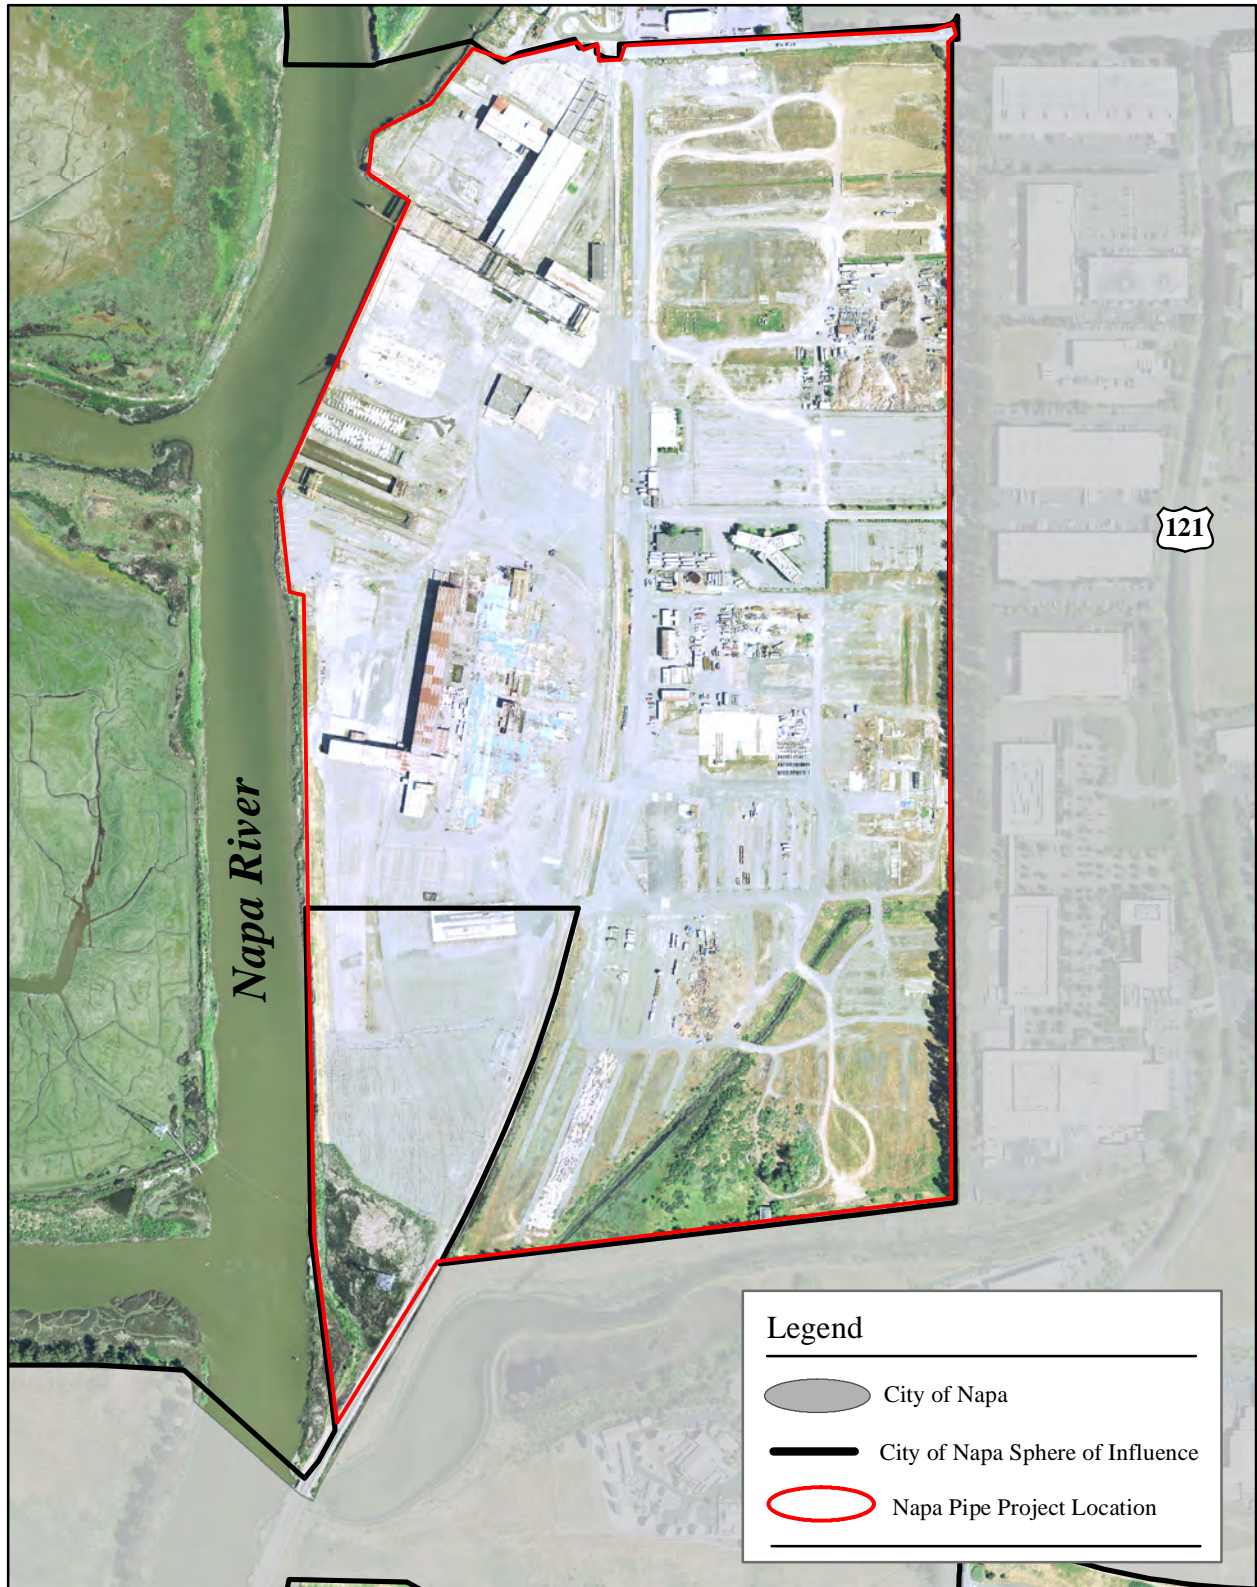 121
Napa River
Legend
City of Napa
City of Napa Sphere of Influence
Napa Pipe Project Location